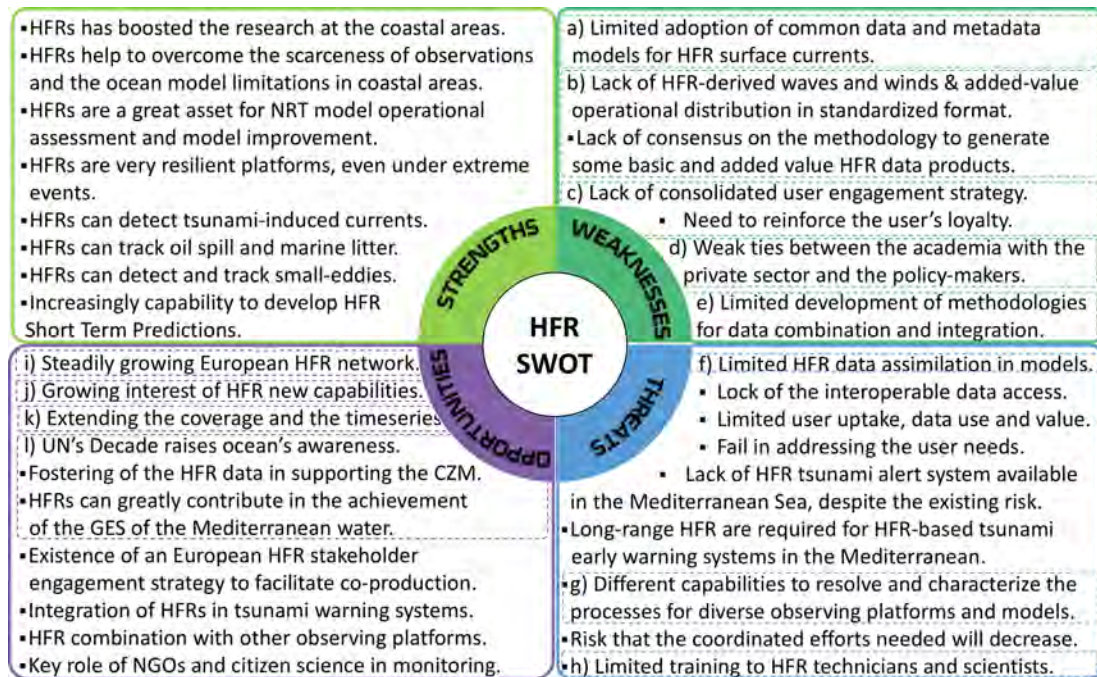 ▪HFRs has boosted the research at the coastal areas.
▪HFRs help to overcome the scarceness of observations
and the ocean model limitations in coastal areas.
▪HFRs are a great asset for NRT model operational
assessment and model improvement.
▪HFRs are very resilient platforms, even under extreme
events.
▪HFRs can detect tsunami-induced currents.
▪HFRs can track oil spill and marine litter.
▪HFRs can detect and track small-eddies.
▪Increasingly capability to develop HFR
Short Term Predictions.
STRENGTHS
a) Limited adoption of common data and metadata
models for HFR surface currents.
b) Lack of HFR-derived waves and winds & added-value
operational distribution in standardized format.
▪Lack of consensus on the methodology to generate
some basic and added value HFR data products.
c) Lack of consolidated user engagement strategy.
▪ Need to reinforce the user's loyalty.
d) Weak ties between the academia with the
private sector and the policy-makers.
e) Limited development of methodologies
for data combination and integration.
WEAKNESSES
HFR
SWOT
i) Steadily growing European HFR network.
j) Growing interest of HFR new capabilities.
k) Extending the coverage and the timeseries
l) UN's Decade raises ocean's awareness.
▪Fostering of the HFR data in supporting the CZM.
▪HFRs can greatly contribute in the achievement
of the GES of the Mediterranean water.
▪Existence of an European HFR stakeholder
engagement strategy to facilitate co-production.
▪Integration of HFRs in tsunami warning systems.
▪HFR combination with other observing platforms.
▪Key role of NGOs and citizen science in monitoring.
OPPORTUNITIES
f) Limited HFR data assimilation in models.
▪ Lock of the interoperable data access.
▪ Limited user uptake, data use and value.
▪ Fail in addressing the user needs.
▪ Lack of HFR tsunami alert system available
in the Mediterranean Sea, despite the existing risk.
▪Long-range HFR are required for HFR-based tsunami
early warning systems in the Mediterranean.
g) Different capabilities to resolve and characterize the
processes for diverse observing platforms and models.
▪Risk that the coordinated efforts needed will decrease.
▪h) Limited training to HFR technicians and scientists.
THREATS